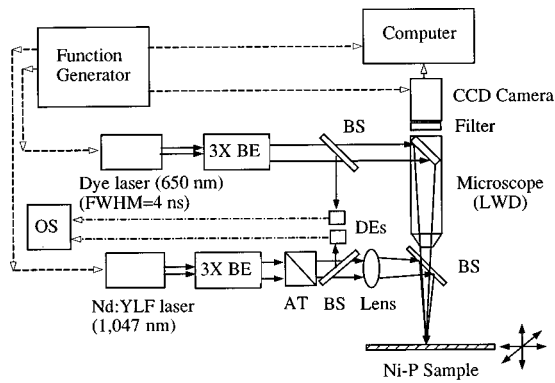 Function
Generator
Computer
CCD Camera
Filter
BS
3X BE
Dye laser (650 nm)
(FWHM=4 ns)
Microscope
(LWD)
OS
DEs
3X BE
BS
Nd:YLF laser
(1,047 nm)
AT
BS
Lens
Ni-P Sample